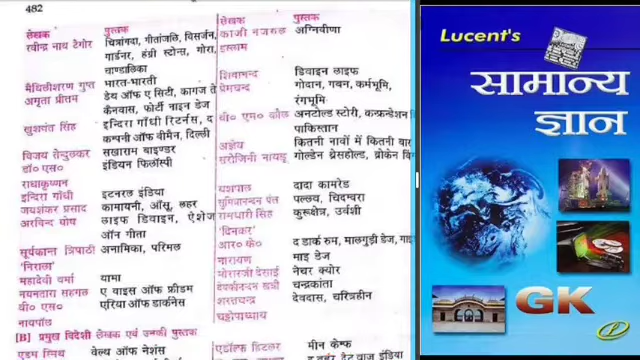 482
लेखक पुस्तक
रवीन्द्र नाथ टैगोर चित्रांगदा, गीतांजलि, विसर्जन,
गार्डनर, हंग्री स्टोन्स, गोरा,
चाण्डालिका
मैथिलीशरण गुप्त भारत-भारती
अमृता प्रीतम डेथ ऑफ ए सिटी, कागज ते
कैनवास, फोर्टी नाइन डेज
खुशवंत सिंह इन्दिरा गाँधी रिटर्नस, द
कम्पनी ऑफ वीमैन, दिल्ली
विजय तेन्दुलकर सखाराम बाइण्डर
डॉ० एस० इंडियन फिलॉस्पी
राधाकृष्णन
इन्दिरा गाँधी इटनरल इंडिया
जयशंकर प्रसाद कामायनी, आँसू, लहर
अरविन्द घोष लाइफ डिवाइन, ऐशेज
ऑन गीता
सूर्यकान्त त्रिपाठी अनामिका, परिमल
'निराला'
महादेवी वर्मा यामा
नयनतारा सहगल ए वाइस ऑफ फ्रीडम
वी० एस० एरिया ऑफ डार्कनेस
नायपॉल
लेखक पुस्तक
काजी नजरुल अग्निवीणा
इस्लाम
शिवानन्द डिवाइन लाइफ
प्रेमचन्द गोदान, गबन, कर्मभूमि,
रंगभूमि
बी० एम० कौल अनटोल्ड स्टोरी, कन्फ्रन्टेशन
पाकिस्तान
अज्ञेय कितनी नावों में कितनी बार
सरोजिनी नायडू गोल्डेन थ्रेसहोल्ड, ब्रोकेन
यशपाल दादा कामरेड
सुमित्रानन्दन पंत पल्लव, चिदम्बरा
रामधारी सिंह कुरूक्षेत्र, उर्वशी
'दिनकर'
आर० के० द डार्क रुम, मालगुड़ी डेज,
नारायण माइ डेज
मोरारजी देसाई नेचर क्योर
देवकीनन्दन खत्री चन्द्रकांता
शरतचन्द्र देवदास, चरित्रहीन
चट्टोपाध्याय
[B] प्रमुख विदेशी लेखक एवं उनकी पुस्तक
एडम स्मिथ वेल्थ ऑफ नेशंस
एडॉल्फ हिटलर मीन कैम्फ
Lucent's
सामान्य
ज्ञान
GK